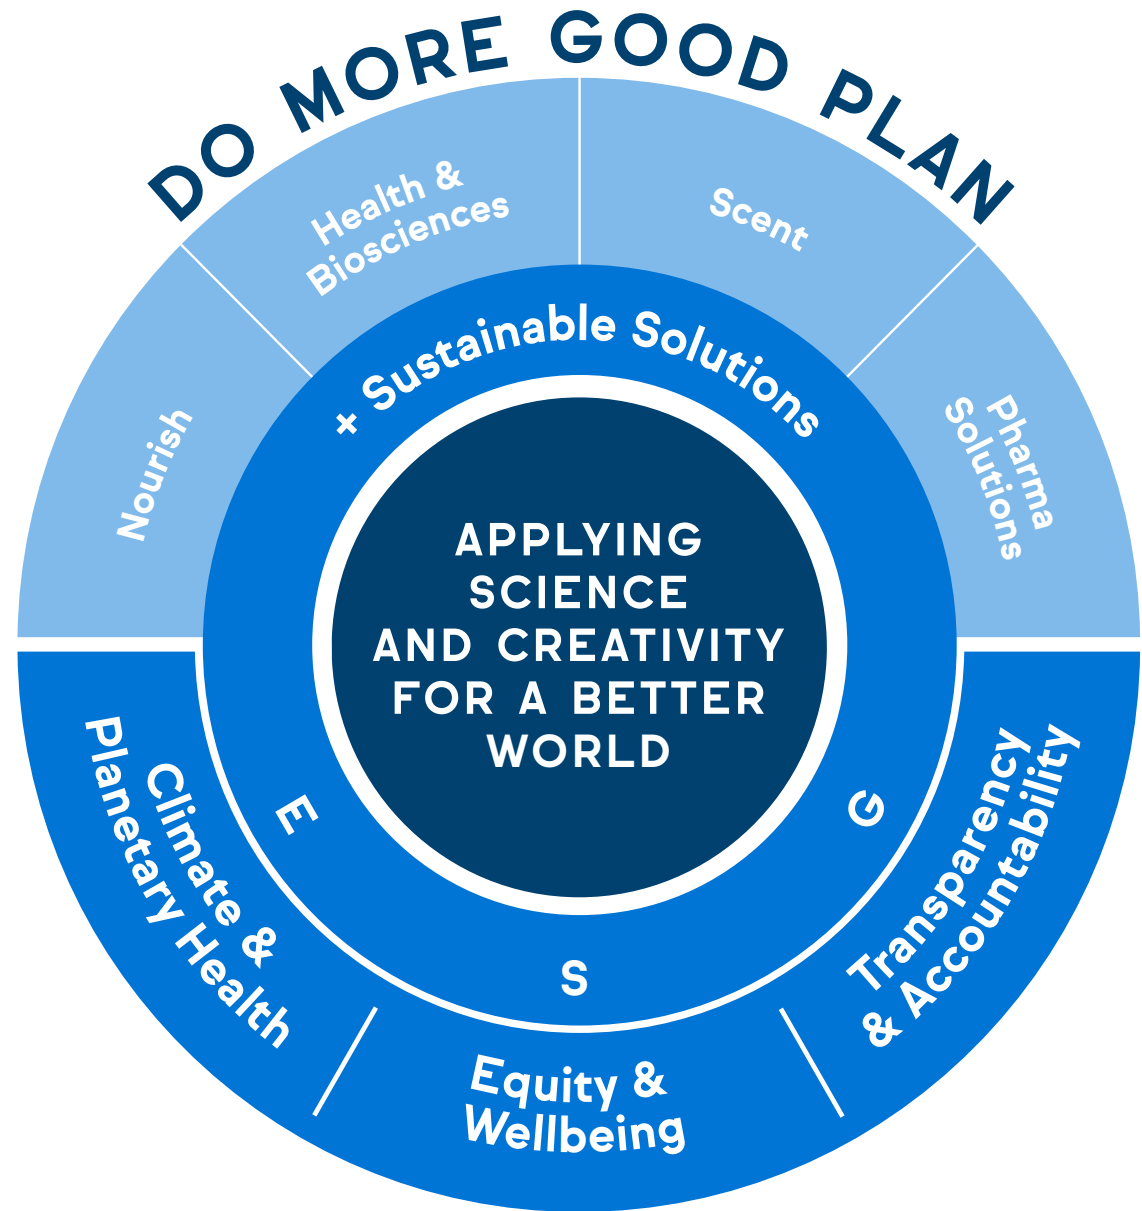 DO MORE GOOD PLAN
Health &
Biosciences
Scent
Nourish
Pharma
Solutions
+ Sustainable Solutions
APPLYING
SCIENCE
AND CREATIVITY
FOR A BETTER
WORLD
E
S
G
Climate &
Planetary Health
Equity &
Wellbeing
Transparency
& Accountability